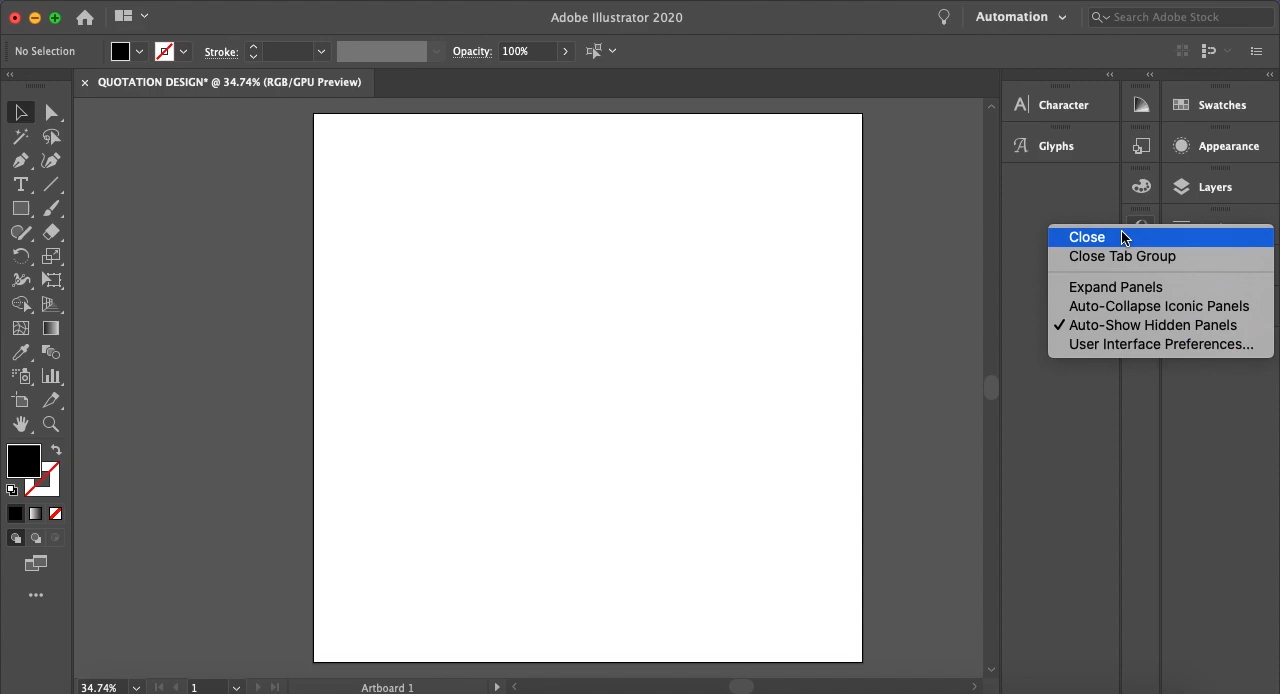 Adobe Illustrator 2020
Automation
Search Adobe Stock
No Selection
Stroke:
Opacity:
100%
QUOTATION DESIGN* @ 34.74% (RGB/GPU Preview)
Character
Swatches
Glyphs
Appearance
Layers
Close
Close Tab Group
Expand Panels
Auto-Collapse Iconic Panels
Auto-Show Hidden Panels
User Interface Preferences...
34.74%
1
Artboard 1